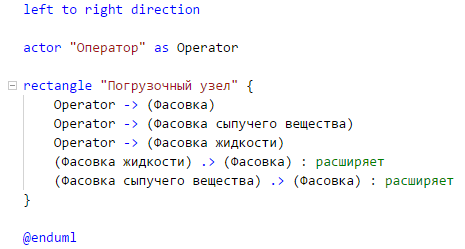 left to right direction
actor "Оператор" as Operator
rectangle "Погрузочный узел" {
Operator -> (Фасовка)
Operator -> (Фасовка сыпучего вещества)
Operator -> (Фасовка жидкости)
(Фасовка жидкости) .> (Фасовка) : расширяет
(Фасовка сыпучего вещества) .> (Фасовка) : расширяет
}
@enduml